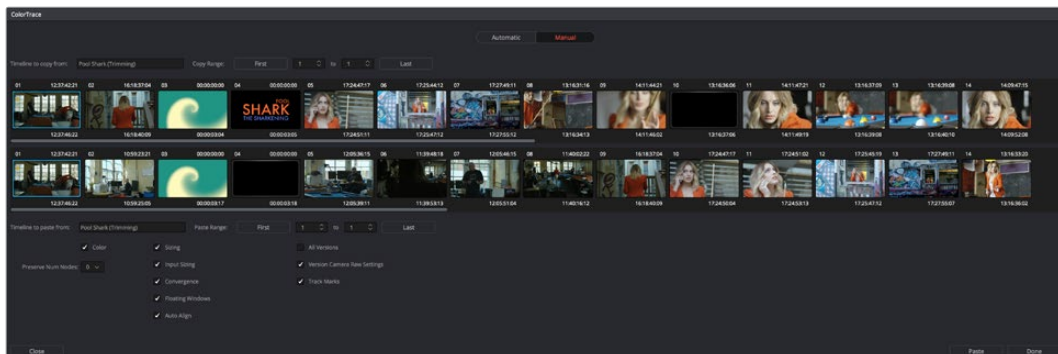 ColorTrace
Automatic Manual
Timeline to copy from: Pool Shark (Trimming) Copy Range: First 1 to 1 Last
01 12:37:42:21 02 16:18:37:04 03 00:00:00:00 04 00:00:00:00 05 17:24:47:17 06 17:25:44:12 07 17:27:49:11 08 13:16:31:16 09 14:11:44:21 10 13:16:36:06 11 14:11:47:21 12 13:16:37:05 13 13:16:39:08 14 14:09:47:15
POOL
SHARK
THE SHARKENING
12:37:46:22 16:18:40:09 00:00:03:04 00:00:03:05 17:24:51:11 17:25:47:12 17:27:55:12 13:16:34:13 14:11:46:02 13:16:37:06 14:11:49:19 13:16:39:08 13:16:40:10 14:09:52:08
01 12:37:42:21 02 10:59:23:21 03 00:00:00:00 04 00:00:00:00 05 12:05:36:15 06 11:39:48:18 07 12:05:46:15 08 11:40:02:22 09 16:18:37:04 10 17:24:47:17 11 17:24:51:02 12 17:25:45:19 13 17:27:49:11 14 13:16:33:20
12:37:46:22 10:59:25:05 00:00:03:17 00:00:03:18 12:05:39:11 11:39:53:13 12:05:51:04 11:40:16:12 16:18:40:09 17:24:50:04 17:24:53:13 17:25:47:12 17:27:55:07 13:16:36:02
Timeline to paste from: Pool Shark (Trimming) Paste Range: First 1 to 1 Last
Color Sizing All Versions
Preserve Num Nodes: 0 Input Sizing Version Camera Raw Settings
Convergence Track Marks
Floating Windows
Auto Align
Close Paste Done